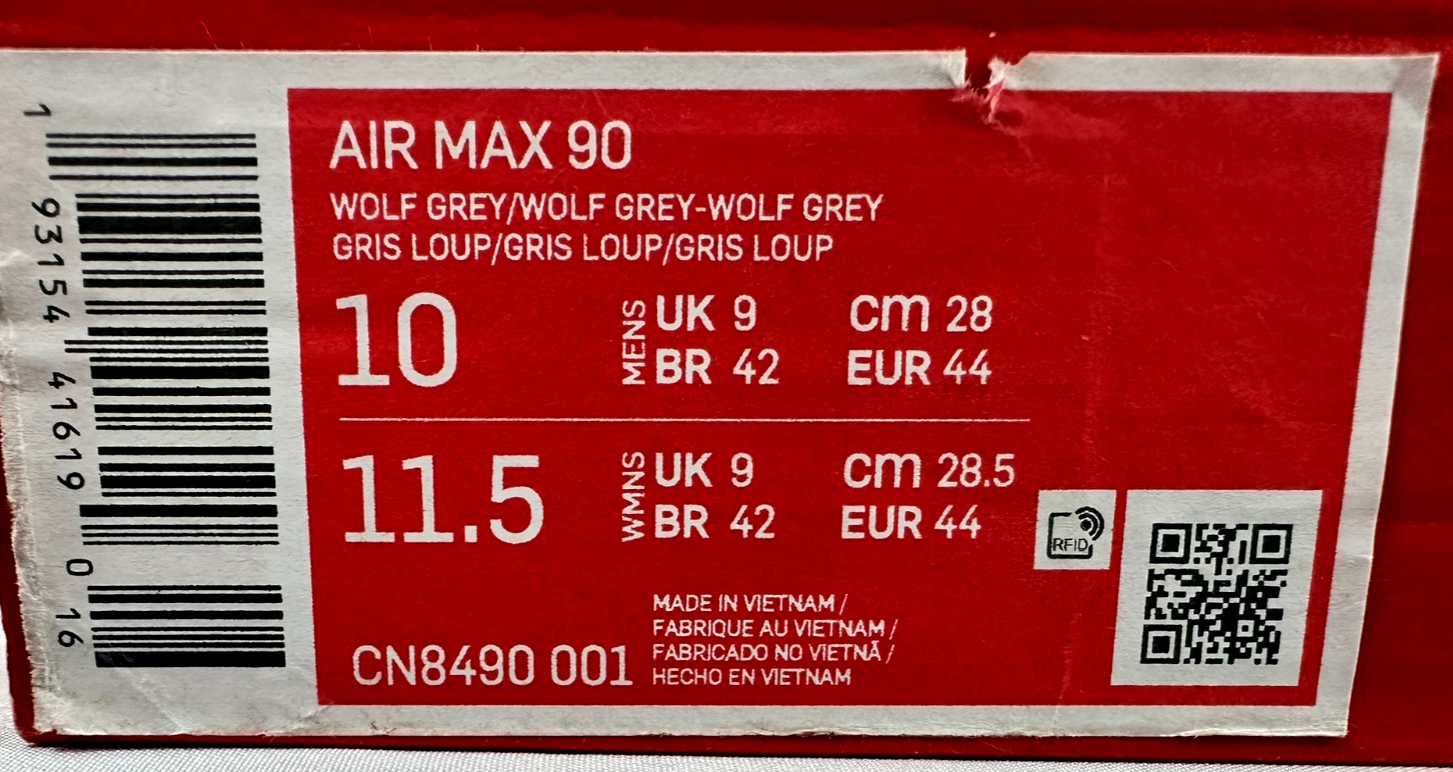 1 93154 41619 0 16
AIR MAX 90
WOLF GREY/WOLF GREY-WOLF GREY
GRIS LOUP/GRIS LOUP/GRIS LOUP
10 MENS UK 9 cm 28
BR 42 EUR 44
11.5 WMNS UK 9 cm 28.5
BR 42 EUR 44
RFID
MADE IN VIETNAM /
FABRIQUE AU VIETNAM /
FABRICADO NO VIETNÃ /
HECHO EN VIETNAM
CN8490 001